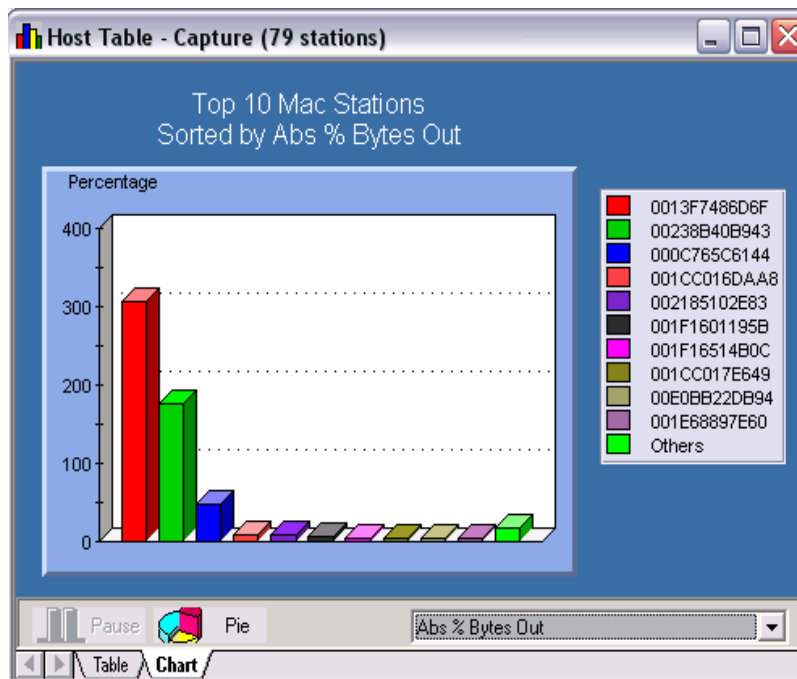 Host Table - Capture (79 stations)
Top 10 Mac Stations
Sorted by Abs % Bytes Out
Percentage
400
300
200
100
0
0013F7486D6F
00238B40B943
000C765C6144
001CC016DAA8
002185102E83
001F1601195B
001F16514B0C
001CC017E649
00E0BB22DB94
001E68897E60
Others
Pause
Pie
Abs % Bytes Out
Table
Chart